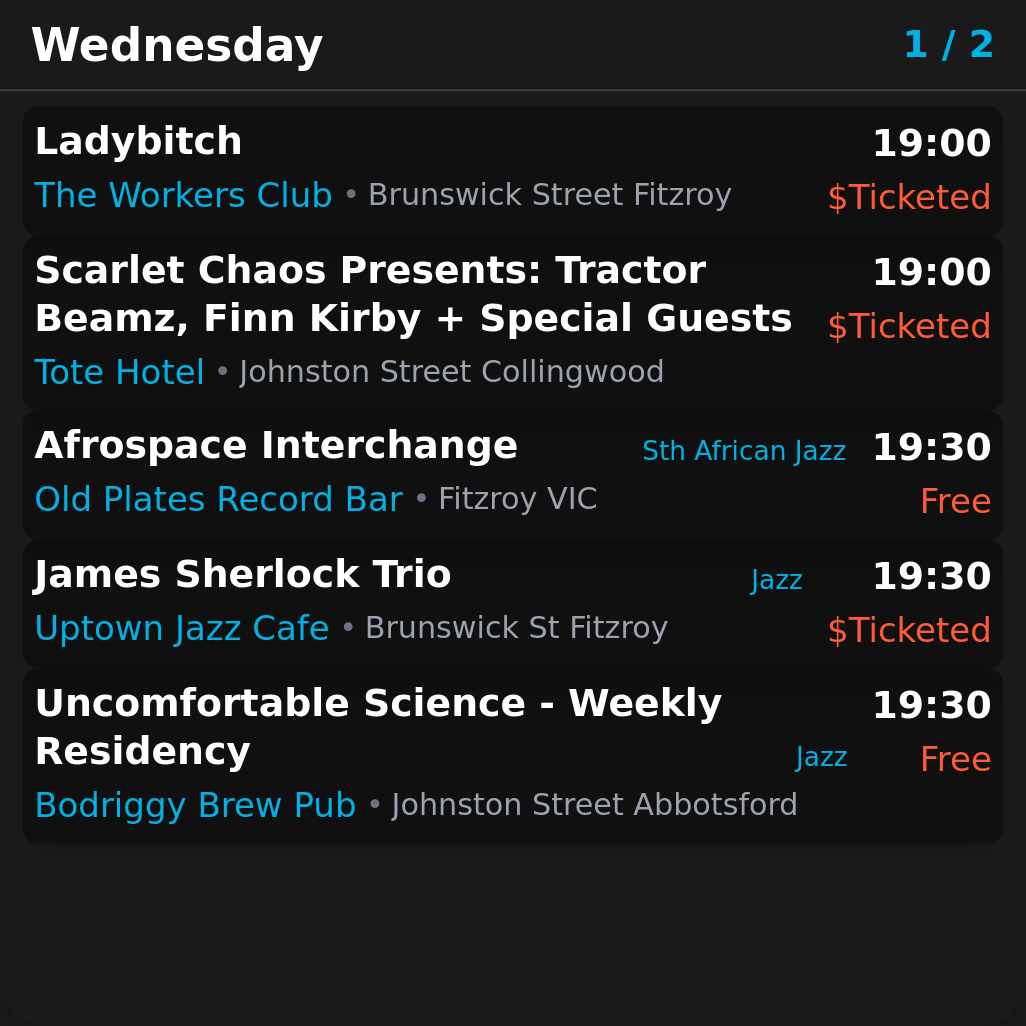 Wednesday 1 / 2
Ladybitch 19:00
The Workers Club • Brunswick Street Fitzroy $Ticketed
Scarlet Chaos Presents: Tractor 19:00
Beamz, Finn Kirby + Special Guests $Ticketed
Tote Hotel • Johnston Street Collingwood
Afrospace Interchange Sth African Jazz 19:30
Old Plates Record Bar • Fitzroy VIC Free
James Sherlock Trio Jazz 19:30
Uptown Jazz Cafe • Brunswick St Fitzroy $Ticketed
Uncomfortable Science - Weekly 19:30
Residency Jazz Free
Bodriggy Brew Pub • Johnston Street Abbotsford